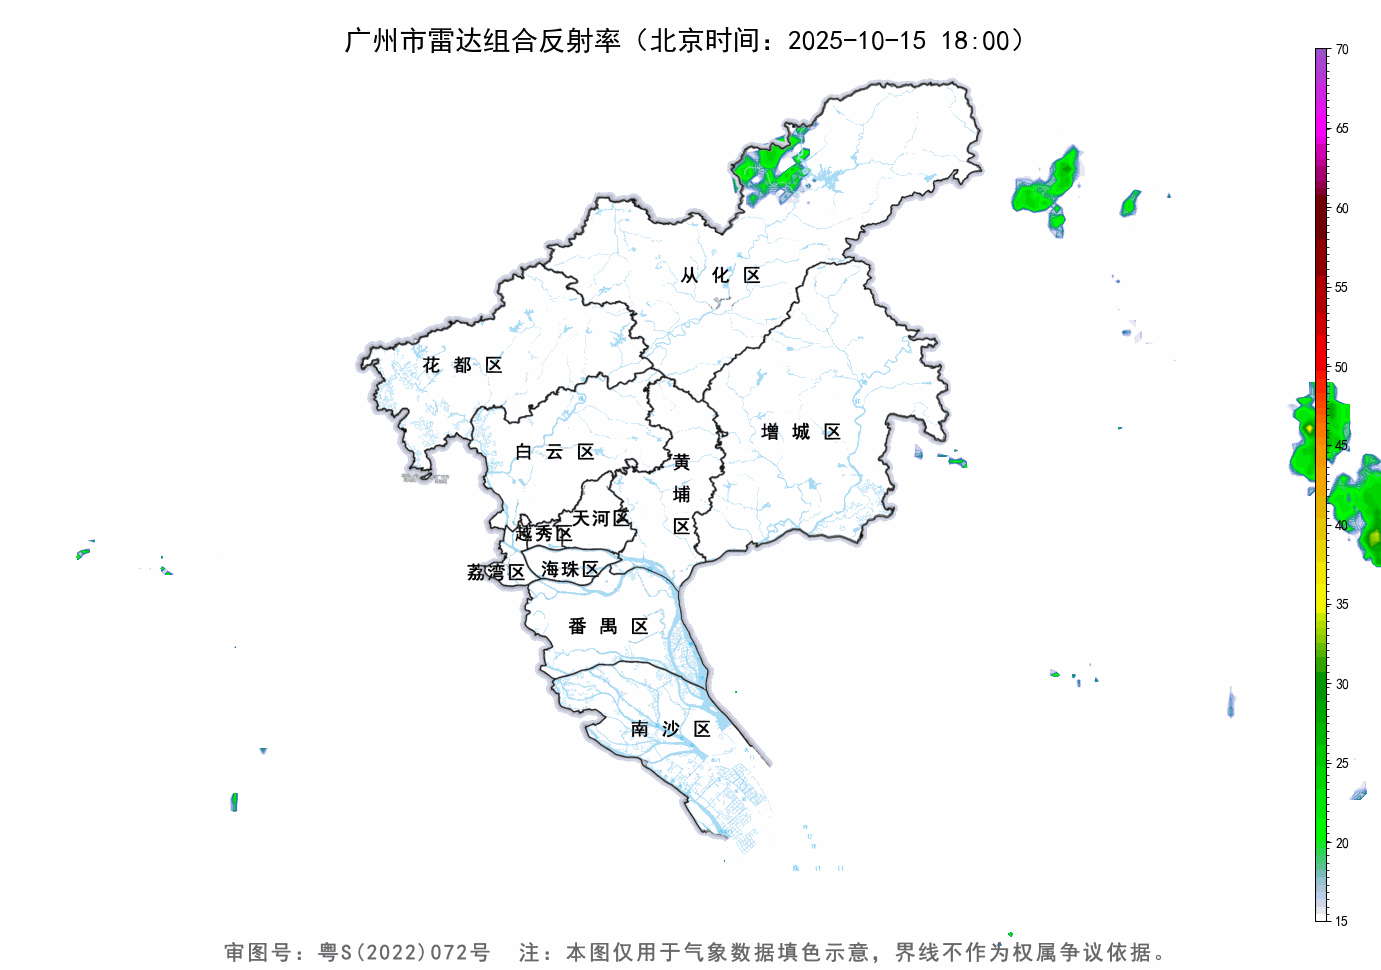 广州市雷达组合反射率（北京时间：2025-10-15 18:00）
70
65
60
55
50
45
40
35
30
25
20
15
从化区
花都区
增城区
白云区
黄埔区
天河区
越秀区
荔湾区
海珠区
番禺区
南沙区
审图号：粤S(2022)072号 注：本图仅用于气象数据填色示意，界线不作为权属争议依据。